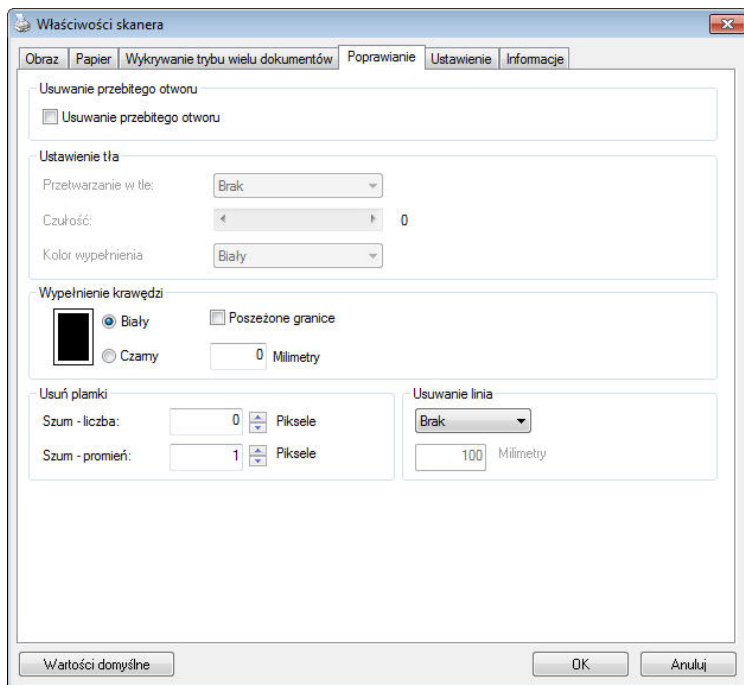 Właściwości skanera
Obraz Papier Wykrywanie trybu wielu dokumentów Poprawianie Ustawienie Informacje
Usuwanie przebitego otworu
Usuwanie przebitego otworu
Ustawienie tła
Przetwarzanie w tle: Brak
Czułość: 0
Kolor wypełnienia Biały
Wypełnienie krawędzi
Biały Poszeżone granice
Czarny 0 Milimetry
Usuń plamki Usuwanie linia
Szum - liczba: 0 Piksele Brak
Szum - promień: 1 Piksele 100 Milimetry
Wartości domyślne OK Anuluj